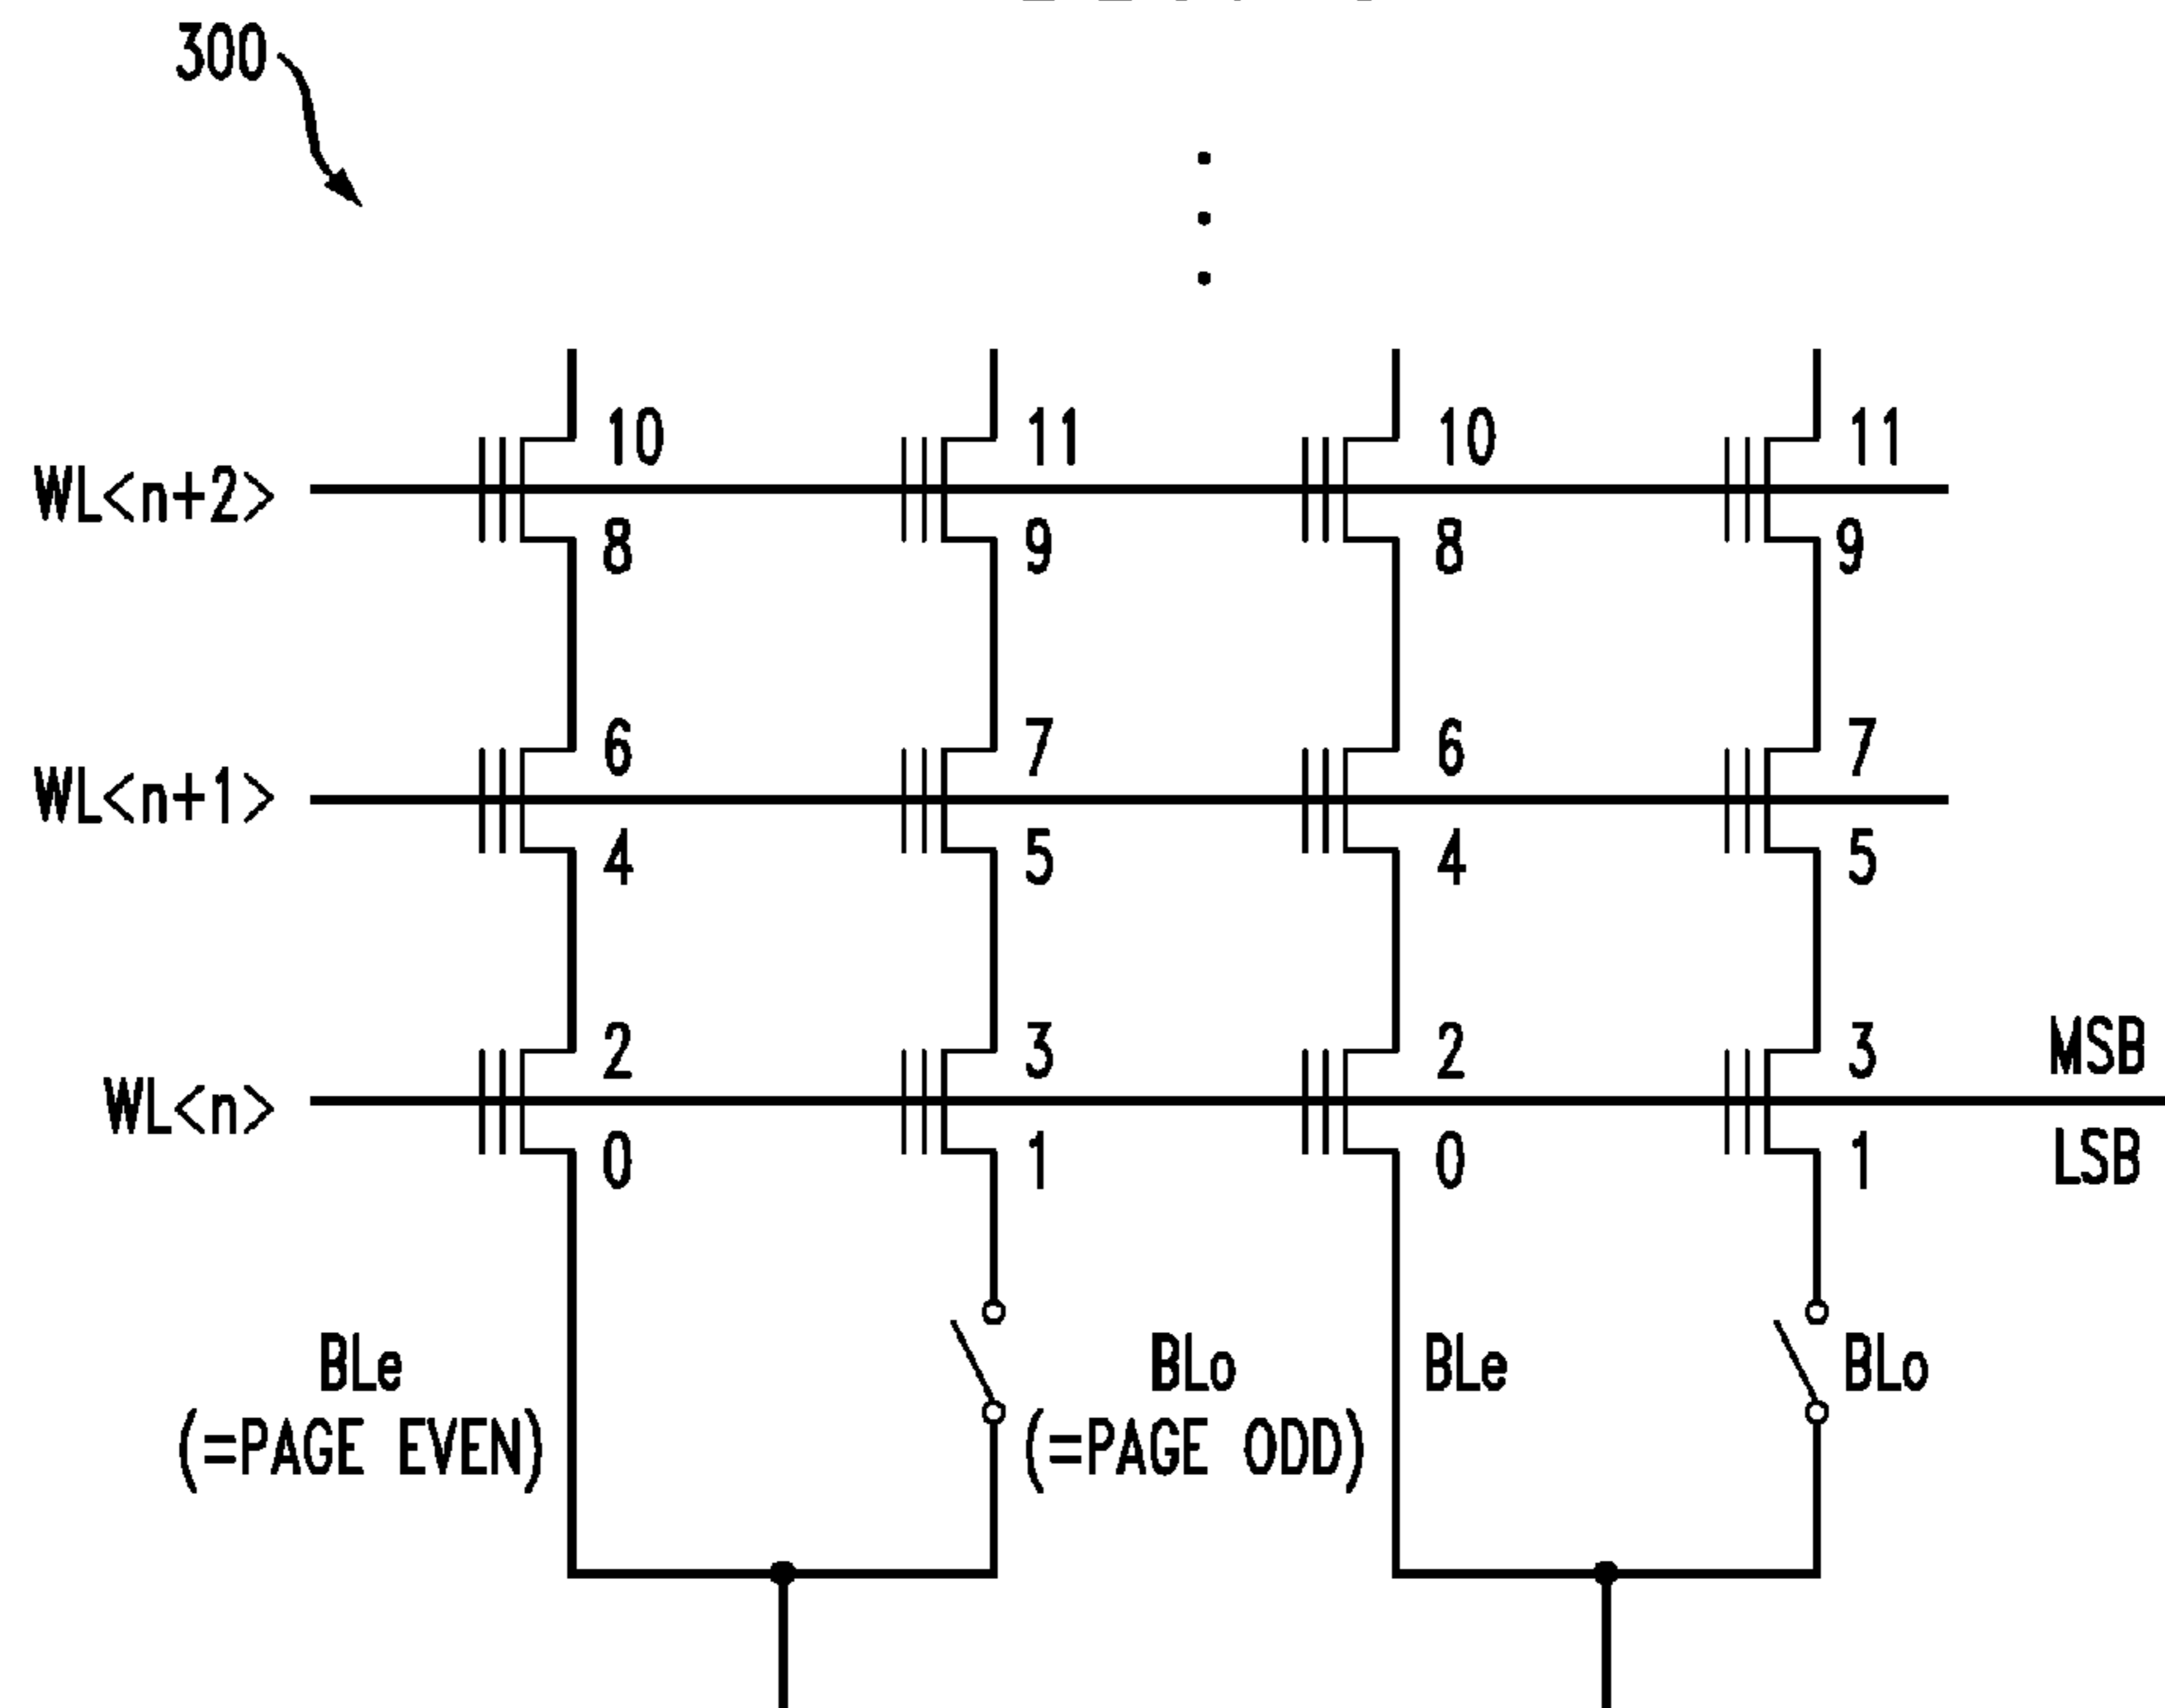 300
10 11 10 11
WL<n+2>
8 9 8 9
6 7 6 7
WL<n+1>
4 5 4 5
2 3 2 3 MSB
WL<n>
0 1 0 1 LSB
BLe BLo BLe BLo
(=PAGE EVEN) (=PAGE ODD)